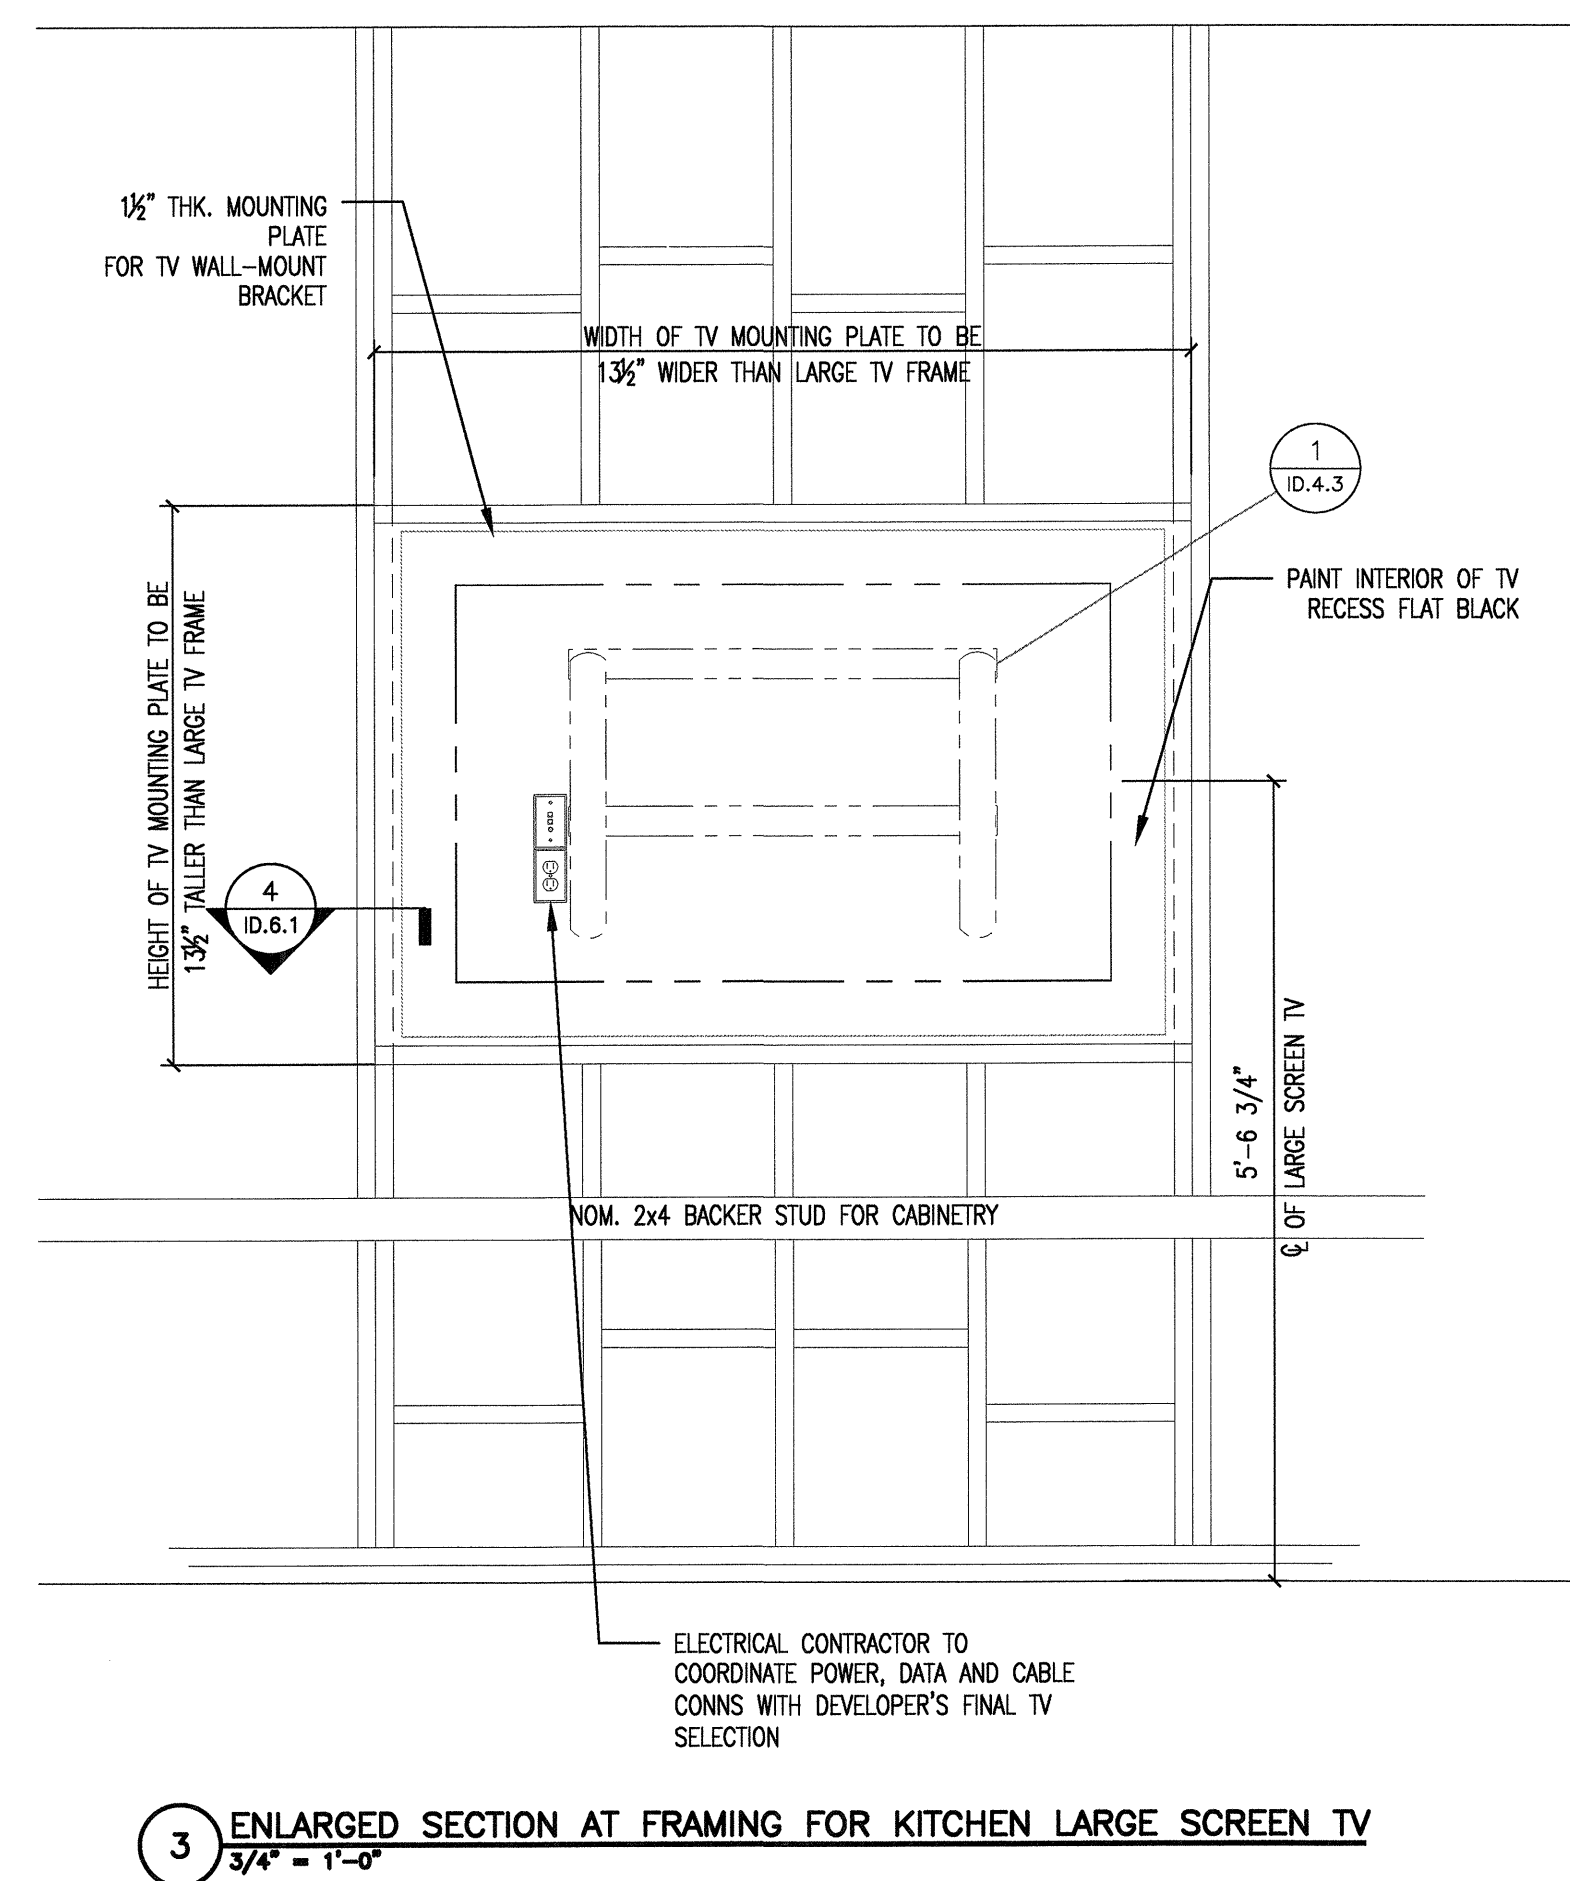 1½" THK. MOUNTING
PLATE
FOR TV WALL-MOUNT
BRACKET
WIDTH OF TV MOUNTING PLATE TO BE
13½" WIDER THAN LARGE TV FRAME
1
ID.4.3
PAINT INTERIOR OF TV
RECESS FLAT BLACK
HEIGHT OF TV MOUNTING PLATE TO BE
13½" TALLER THAN LARGE TV FRAME
4
ID.6.1
5'-6 3/4"
℄ OF LARGE SCREEN TV
NOM. 2x4 BACKER STUD FOR CABINETRY
ELECTRICAL CONTRACTOR TO
COORDINATE POWER, DATA AND CABLE
CONNS WITH DEVELOPER'S FINAL TV
SELECTION
3
ENLARGED SECTION AT FRAMING FOR KITCHEN LARGE SCREEN TV
3/4" = 1'-0"